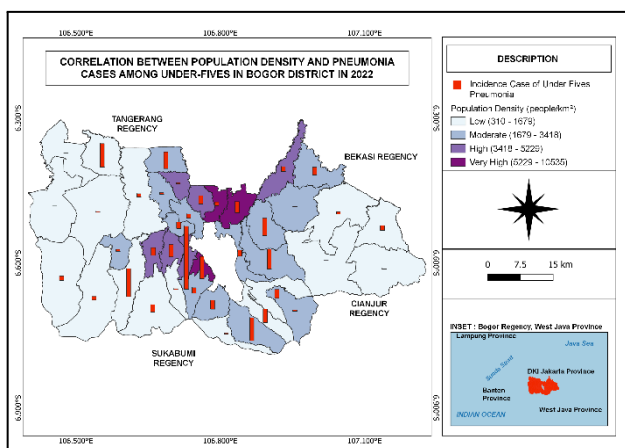 106.500°E 106.800°E 107.100°E
CORRELATION BETWEEN POPULATION DENSITY AND PNEUMONIA
CASES AMONG UNDER-FIVES IN BOGOR DISTRICT IN 2022
TANGERANG
REGENCY
BEKASI REGENCY
CIANJUR
REGENCY
SUKABUMI
REGENCY
6.300°S
6.600°S
6.900°S
6.300°S
6.600°S
6.900°S
106.500°E 106.800°E 107.100°E
DESCRIPTION
Incidence Case of Under Fives
Pneumonia
Population Density (people/km²)
Low (310 - 1679)
Moderate (1679 - 3418)
High (3418 - 5229)
Very High (5229 - 10535)
0 7.5 15 km
INSET : Bogor Regency, West Java Province
Lampung Province
Java Sea
Sunda Strait
DKI Jakarta Province
Banten
Province
West Java Province
INDIAN OCEAN